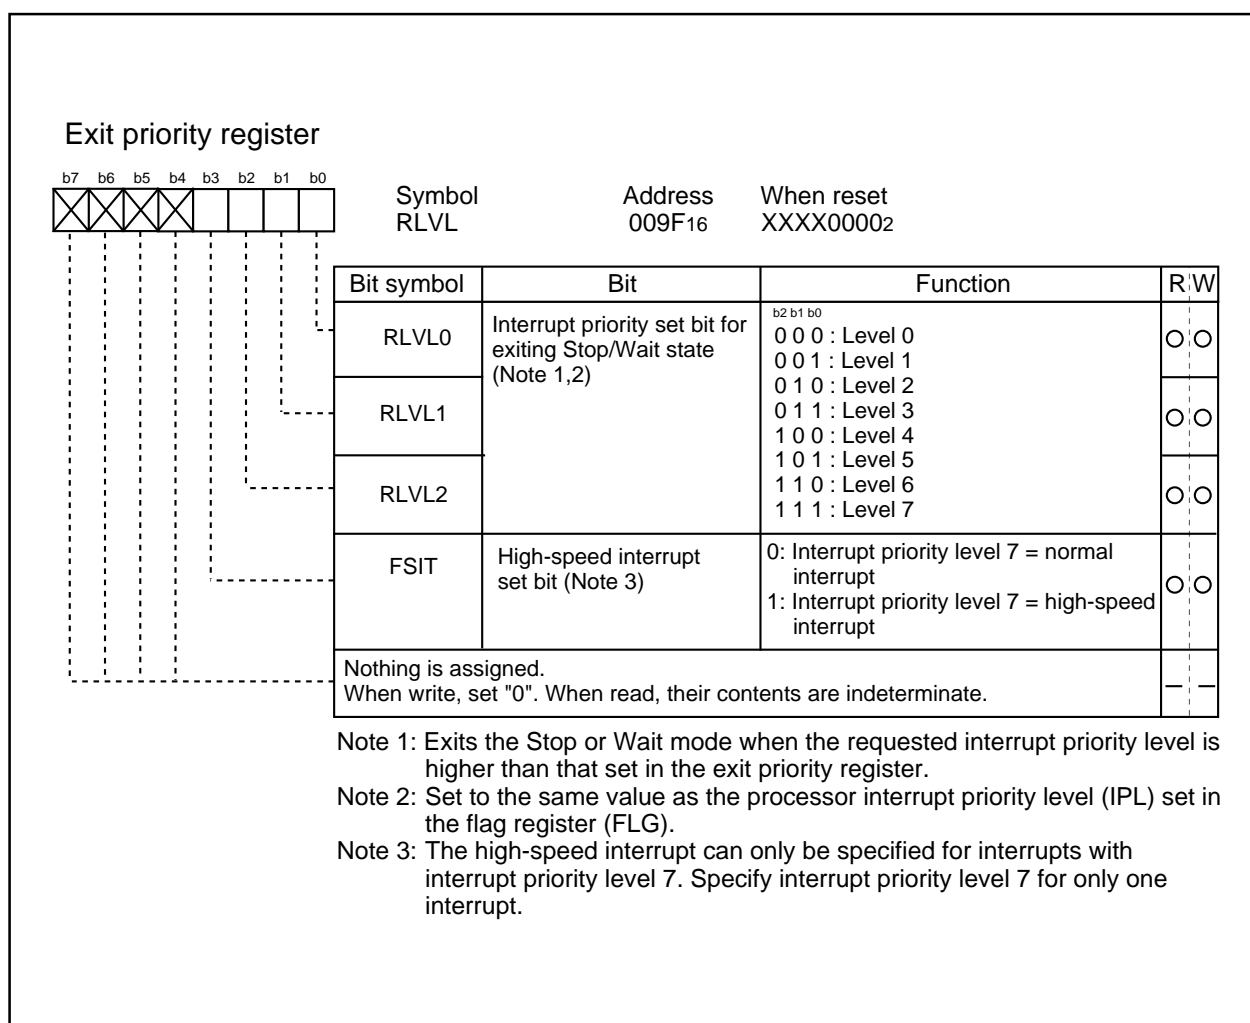 Exit priority register
b7 b6 b5 b4 b3 b2 b1 b0
Symbol Address When reset
RLVL 009F16 XXXX00002
Bit symbol Bit Function R W
RLVL0 Interrupt priority set bit for exiting Stop/Wait state (Note 1,2)
b2 b1 b0
0 0 0 : Level 0
0 0 1 : Level 1
0 1 0 : Level 2
0 1 1 : Level 3
1 0 0 : Level 4
1 0 1 : Level 5
1 1 0 : Level 6
1 1 1 : Level 7
RLVL1
RLVL2
FSIT
High-speed interrupt
set bit (Note 3)
0: Interrupt priority level 7 = normal
interrupt
1: Interrupt priority level 7 = high-speed
interrupt
Nothing is assigned.
When write, set "0". When read, their contents are indeterminate.
Note 1: Exits the Stop or Wait mode when the requested interrupt priority level is
higher than that set in the exit priority register.
Note 2: Set to the same value as the processor interrupt priority level (IPL) set in
the flag register (FLG).
Note 3: The high-speed interrupt can only be specified for interrupts with
interrupt priority level 7. Specify interrupt priority level 7 for only one
interrupt.